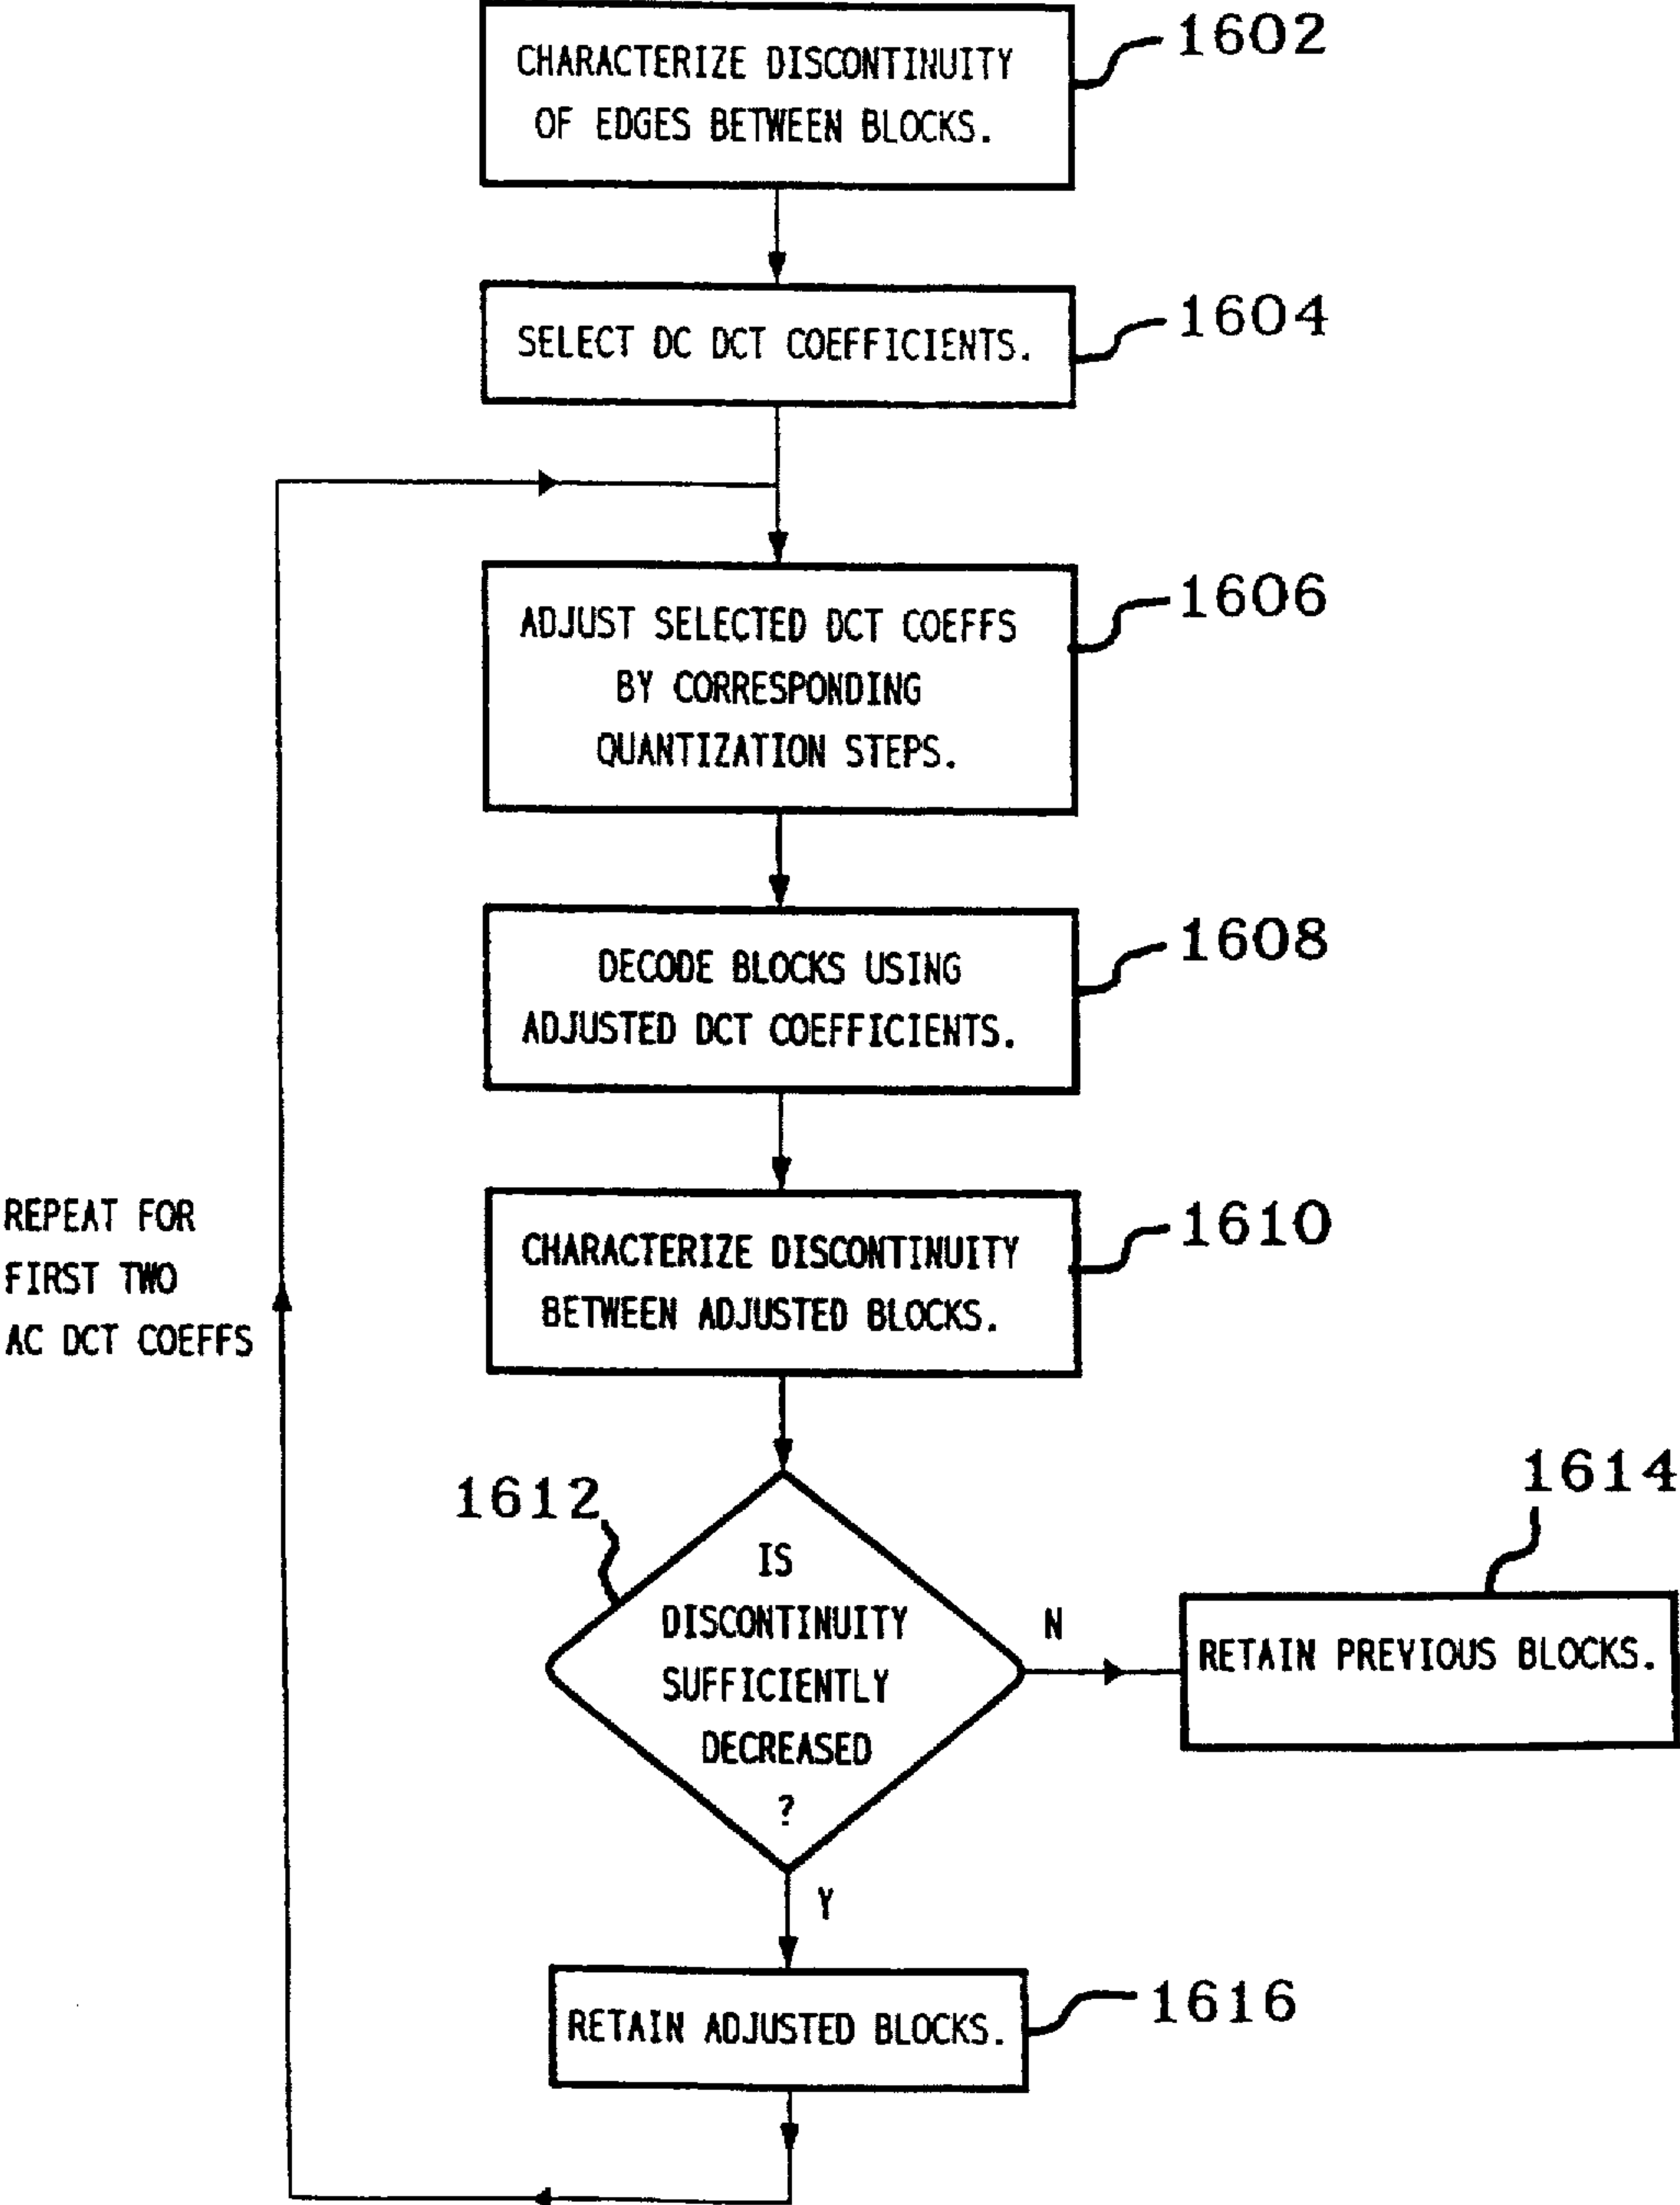 CHARACTERIZE DISCONTINUITY
OF EDGES BETWEEN BLOCKS.
1602
SELECT DC DCT COEFFICIENTS.
1604
ADJUST SELECTED DCT COEFFS
BY CORRESPONDING
QUANTIZATION STEPS.
1606
DECODE BLOCKS USING
ADJUSTED DCT COEFFICIENTS.
1608
REPEAT FOR
FIRST TWO
AC DCT COEFFS
CHARACTERIZE DISCONTINUITY
BETWEEN ADJUSTED BLOCKS.
1610
1612
IS
DISCONTINUITY
SUFFICIENTLY
DECREASED
?
N
1614
RETAIN PREVIOUS BLOCKS.
Y
RETAIN ADJUSTED BLOCKS.
1616